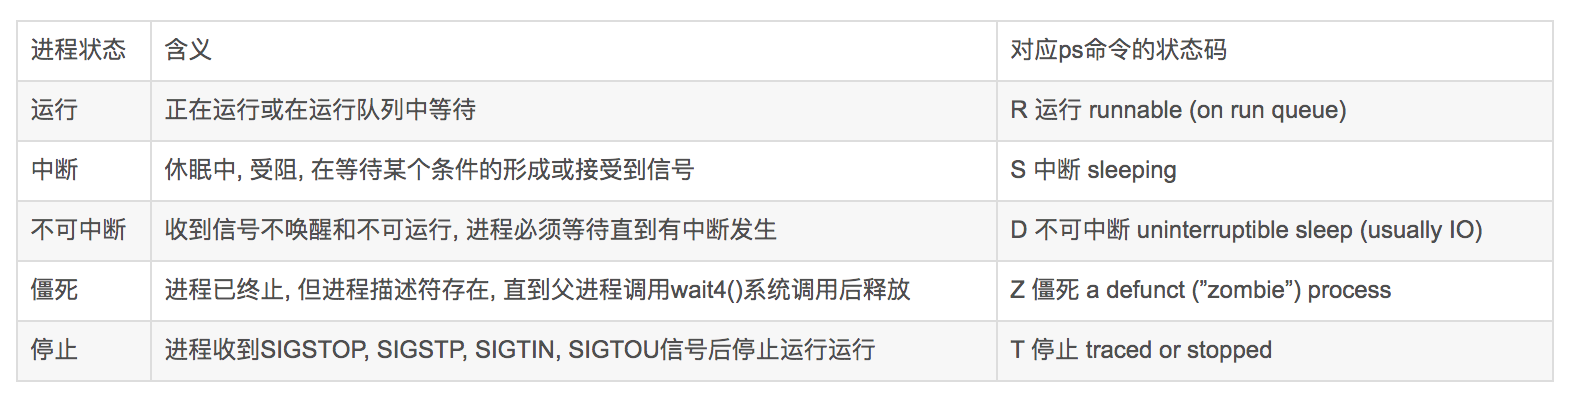 进程状态 含义 对应ps命令的状态码
运行 正在运行或在运行队列中等待 R 运行 runnable (on run queue)
中断 休眠中, 受阻, 在等待某个条件的形成或接受到信号 S 中断 sleeping
不可中断 收到信号不唤醒和不可运行, 进程必须等待直到有中断发生 D 不可中断 uninterruptible sleep (usually IO)
僵死 进程已终止, 但进程描述符存在, 直到父进程调用wait4()系统调用后释放 Z 僵死 a defunct (”zombie”) process
停止 进程收到SIGSTOP, SIGSTP, SIGTIN, SIGTOU信号后停止运行运行 T 停止 traced or stopped